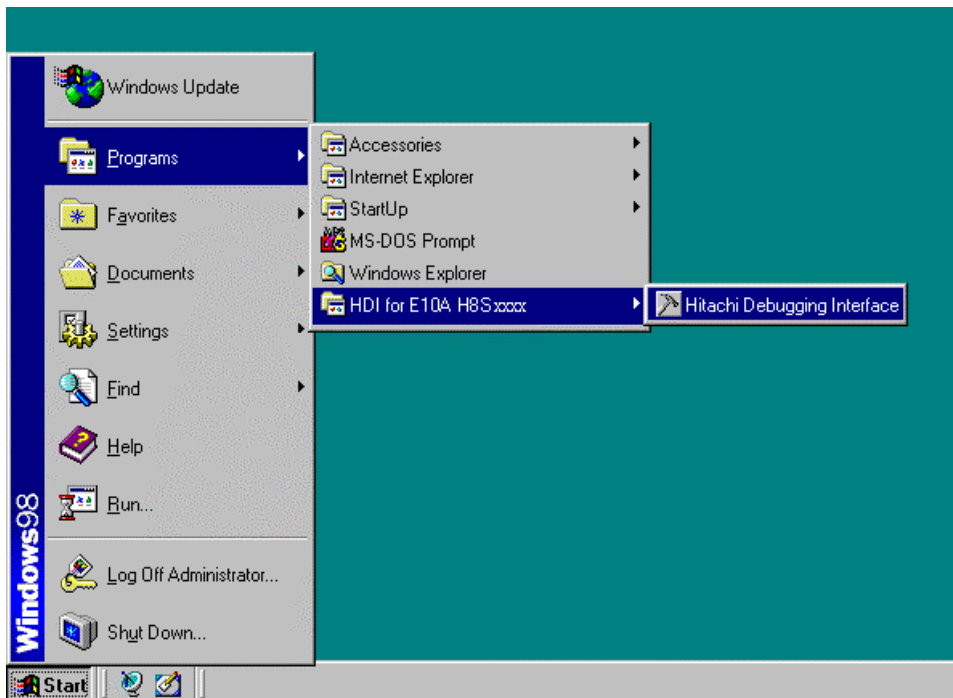 Windows Update
Programs
Favorites
Documents
Settings
Find
Help
Run...
Log Off Administrator...
Shut Down...
Windows98
Accessories
Internet Explorer
StartUp
MS-DOS Prompt
Windows Explorer
HDI for E10A H8Sxxxx
Hitachi Debugging Interface
Start